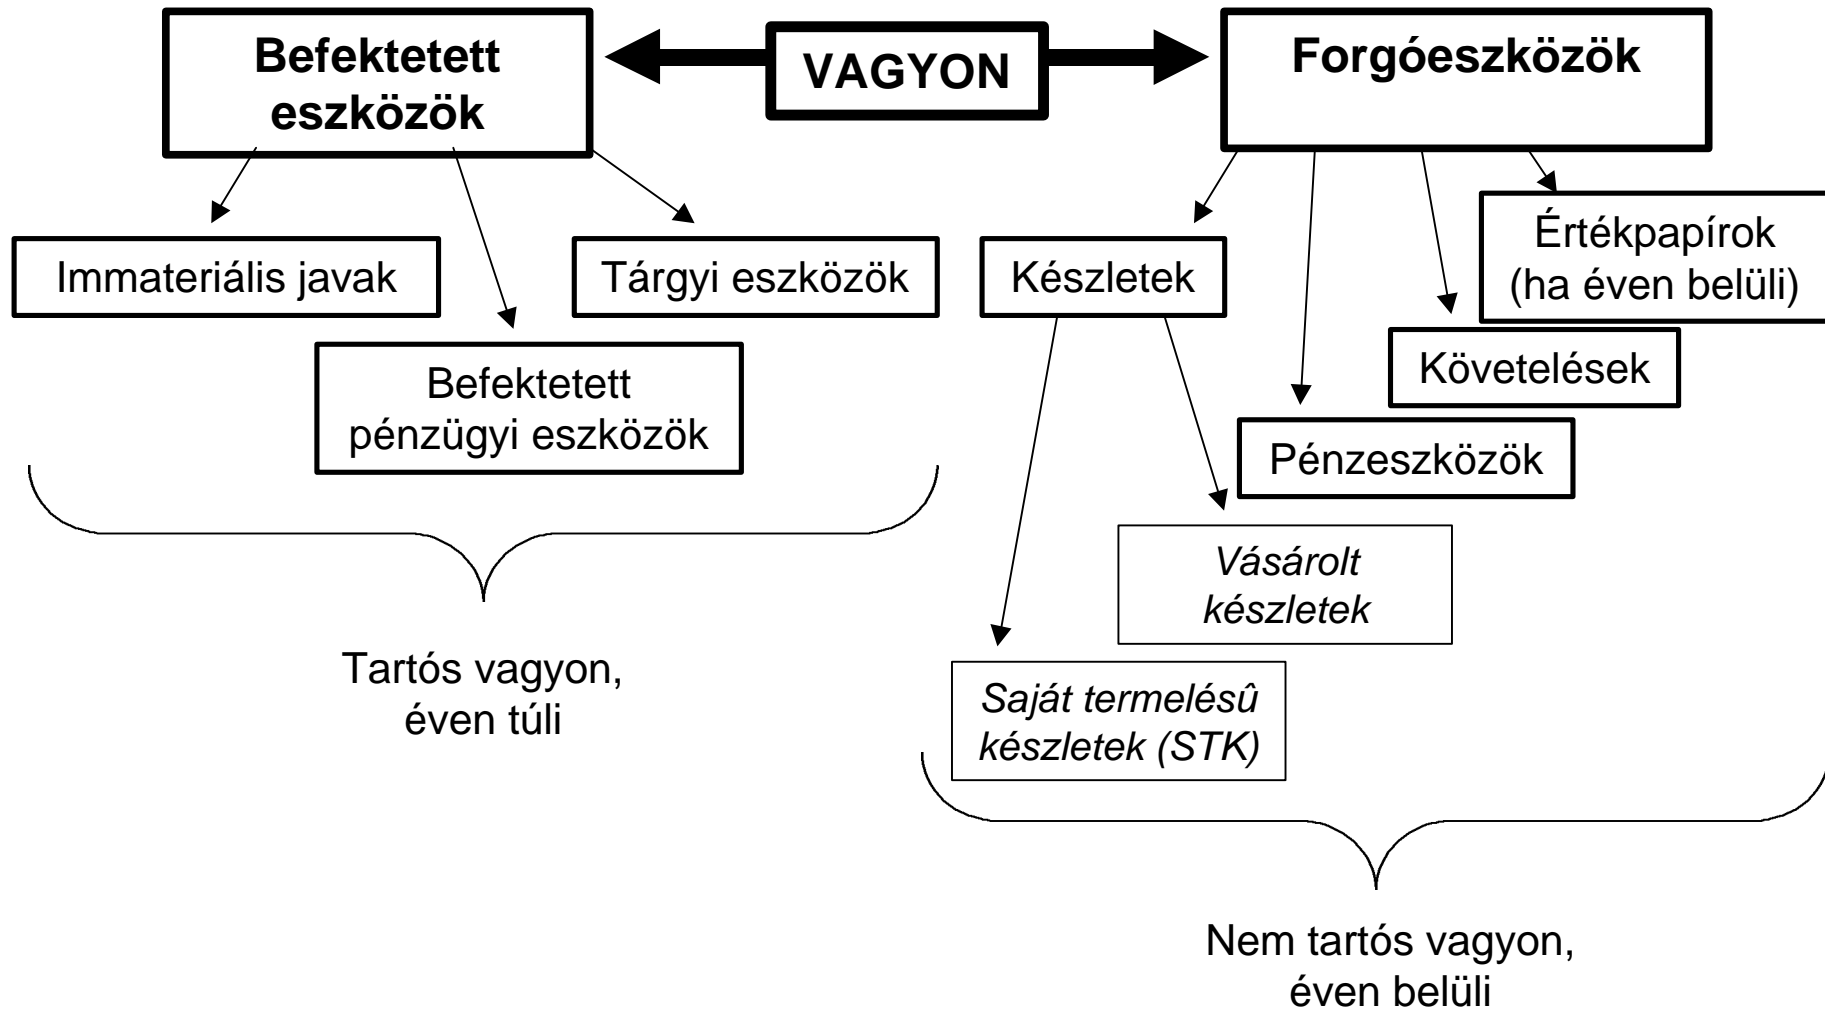 Befektetett
eszközök
VAGYON
Forgóeszközök
Immateriális javak
Tárgyi eszközök
Befektetett
pénzügyi eszközök
Készletek
Értékpapírok
(ha éven belüli)
Követelések
Pénzeszközök
Vásárolt
készletek
Saját termelésû
készletek (STK)
Tartós vagyon,
éven túli
Nem tartós vagyon,
éven belüli